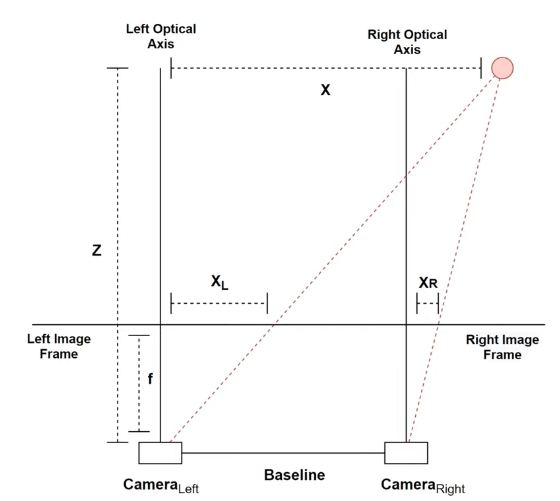 Left Optical
Axis
Right Optical
Axis
X
Z
XL
XR
Left Image
Frame
Right Image
Frame
f
Baseline
CameraLeft
CameraRight